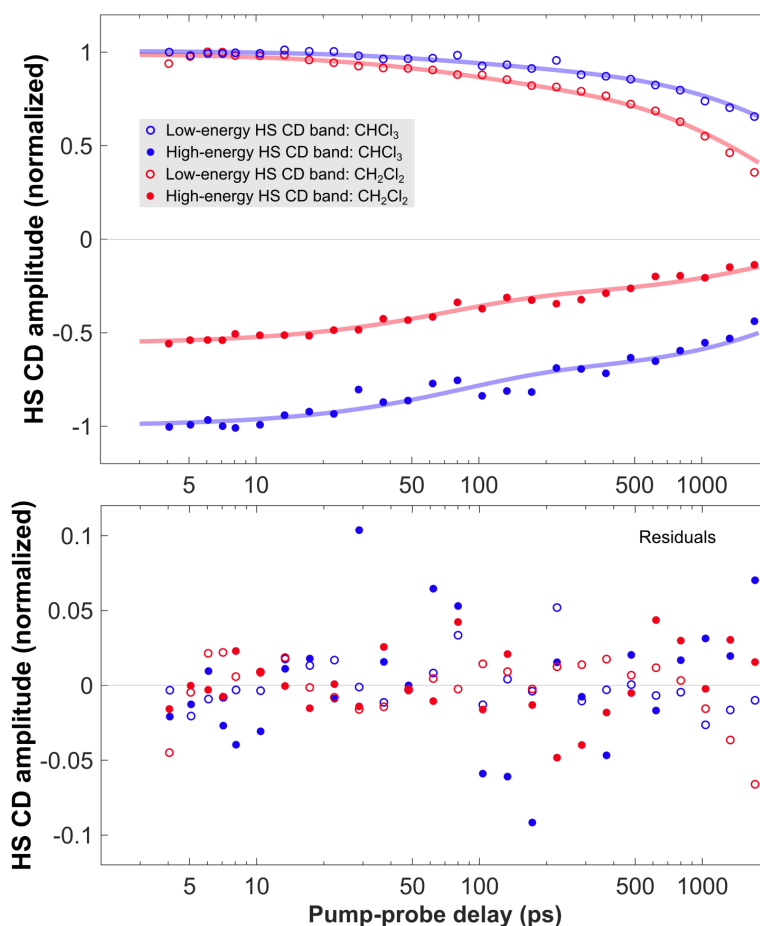 HS CD amplitude (normalized)
1
0.5
0
-0.5
-1
Low-energy HS CD band: CHCl₃
High-energy HS CD band: CHCl₃
Low-energy HS CD band: CH₂Cl₂
High-energy HS CD band: CH₂Cl₂
5 10 50 100 500 1000
HS CD amplitude (normalized)
Residuals
0.1
0.05
0
-0.05
-0.1
5 10 50 100 500 1000
Pump-probe delay (ps)